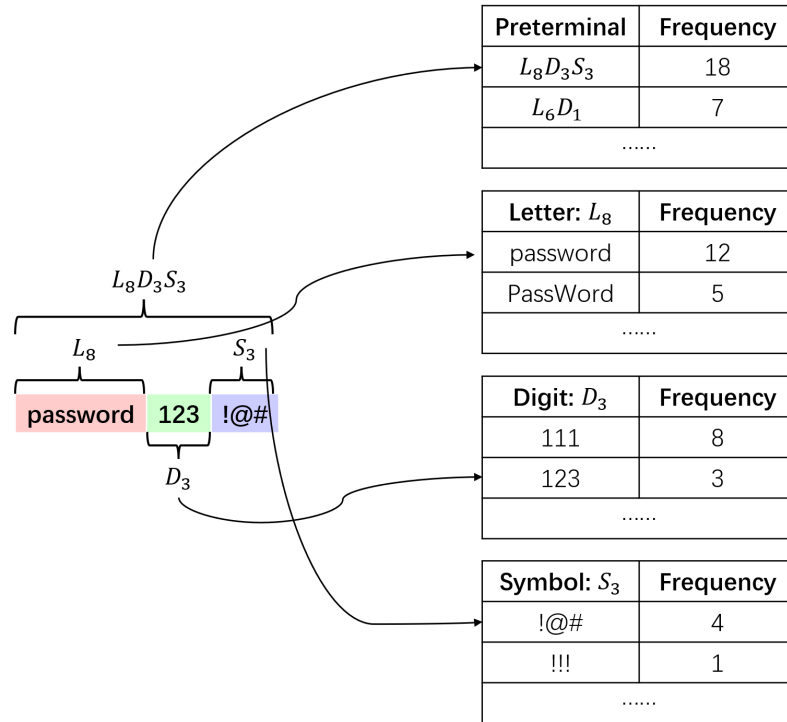 Preterminal Frequency
L₈D₃S₃ 18
L₆D₁ 7
......
Letter: L₈ Frequency
password 12
PassWord 5
......
Digit: D₃ Frequency
111 8
123 3
......
Symbol: S₃ Frequency
!@# 4
!!! 1
......
L₈D₃S₃
L₈ S₃
password 123 !@#
D₃